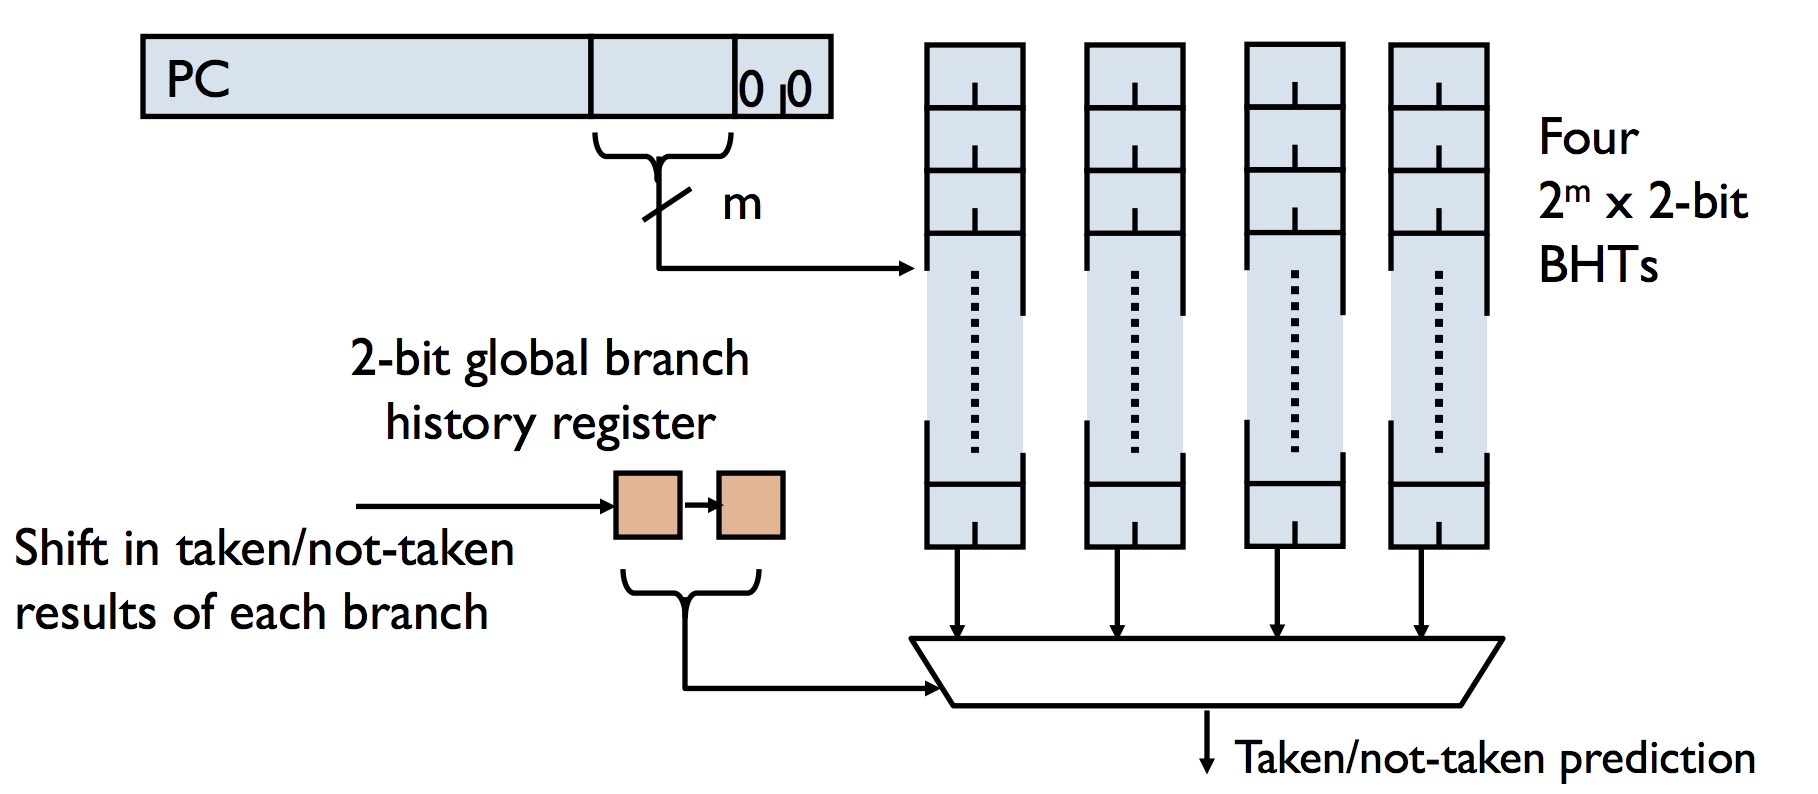 PC
0 0
m
Four
2ᵐ x 2-bit
BHTs
2-bit global branch
history register
Shift in taken/not-taken
results of each branch
Taken/not-taken prediction